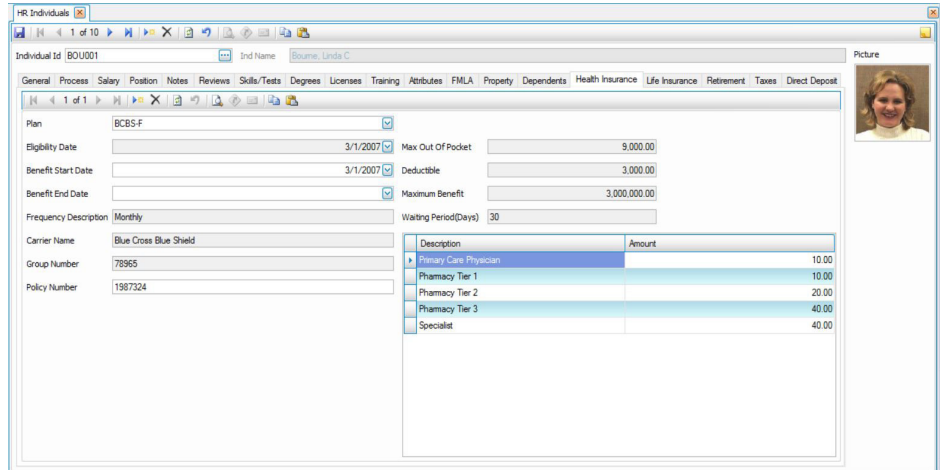 HR Individuals
1 of 10
Individual Id BOU001 Ind Name Bourne, Linda C Picture
General Process Salary Position Notes Reviews Skills/Tests Degrees Licenses Training Attributes FMLA Property Dependents Health Insurance Life Insurance Retirement Taxes Direct Deposit
1 of 1
Plan BCBS-F
Eligibility Date 3/1/2007 Max Out Of Pocket 9,000.00
Benefit Start Date 3/1/2007 Deductible 3,000.00
Benefit End Date Maximum Benefit 3,000,000.00
Frequency Description Monthly Waiting Period(Days) 30
Carrier Name Blue Cross Blue Shield
Group Number 78965
Policy Number 1987324
Description Amount
Primary Care Physician 10.00
Pharmacy Tier 1 10.00
Pharmacy Tier 2 20.00
Pharmacy Tier 3 40.00
Specialist 40.00